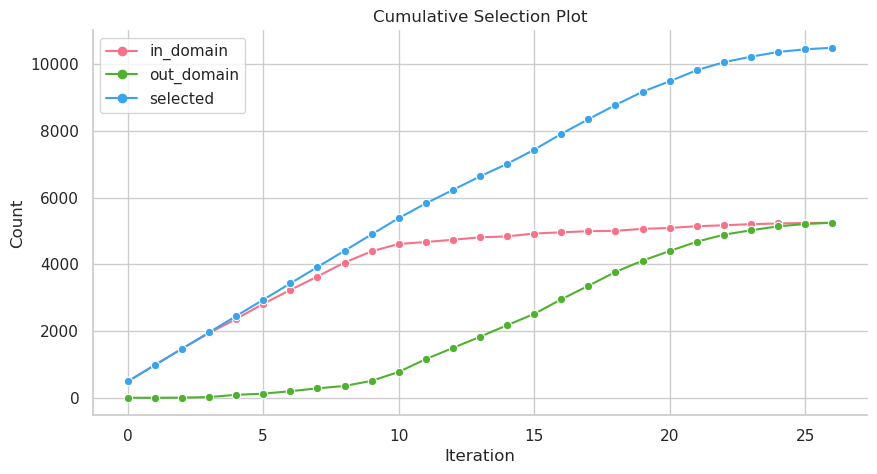 Cumulative Selection Plot
in_domain
out_domain
selected
10000
8000
6000
4000
2000
0
Count
0 5 10 15 20 25
Iteration